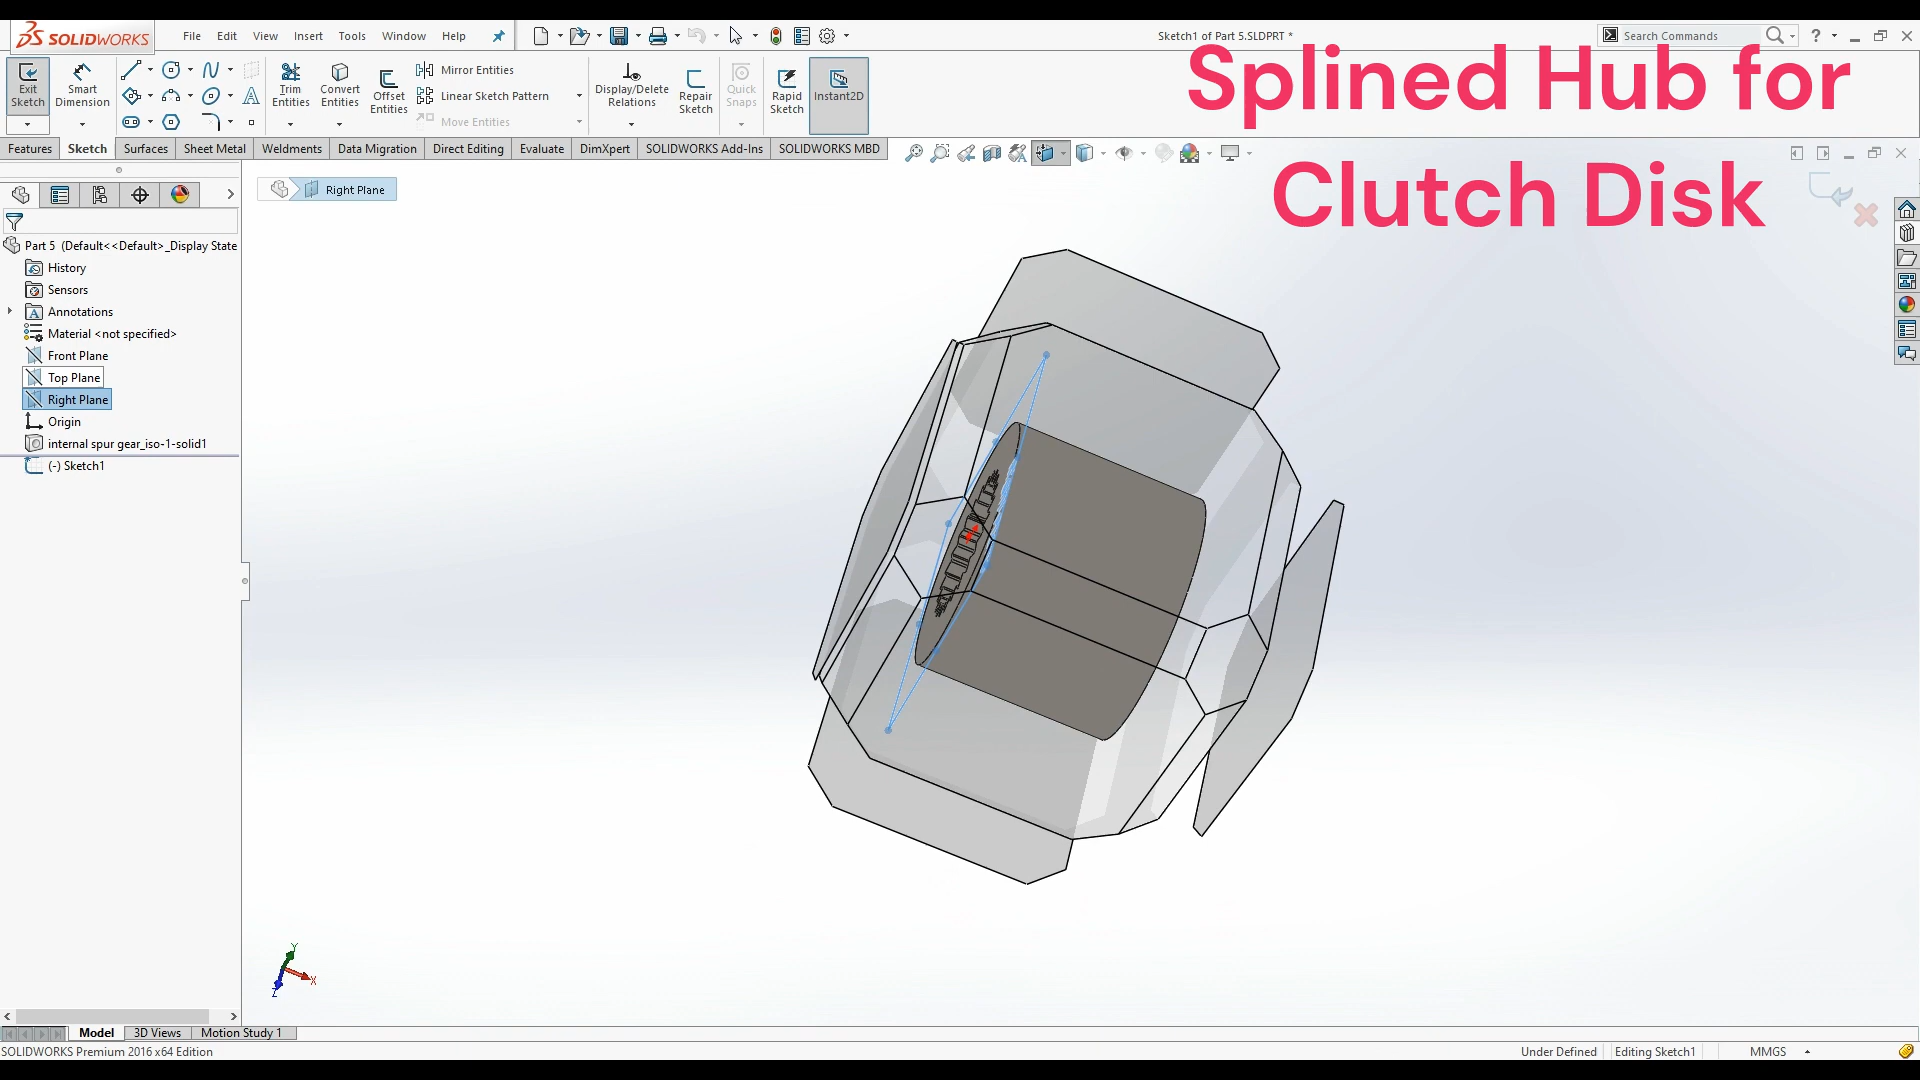 SOLIDWORKS
File Edit View Insert Tools Window Help
Sketch1 of Part 5.SLDPRT *
Search Commands
Splined Hub for
Clutch Disk
Exit Sketch
Smart Dimension
Trim Entities
Convert Entities
Offset Entities
Mirror Entities
Linear Sketch Pattern
Move Entities
Display/Delete Relations
Repair Sketch
Quick Snaps
Rapid Sketch
Instant2D
Features Sketch Surfaces Sheet Metal Weldments Data Migration Direct Editing Evaluate DimXpert SOLIDWORKS Add-Ins SOLIDWORKS MBD
Right Plane
Part 5 (Default<<Default>_Display State
History
Sensors
Annotations
Material <not specified>
Front Plane
Top Plane
Right Plane
Origin
internal spur gear_iso-1-solid1
(-) Sketch1
Y
X
Z
Model 3D Views Motion Study 1
SOLIDWORKS Premium 2016 x64 Edition
Under Defined Editing Sketch1 MMGS